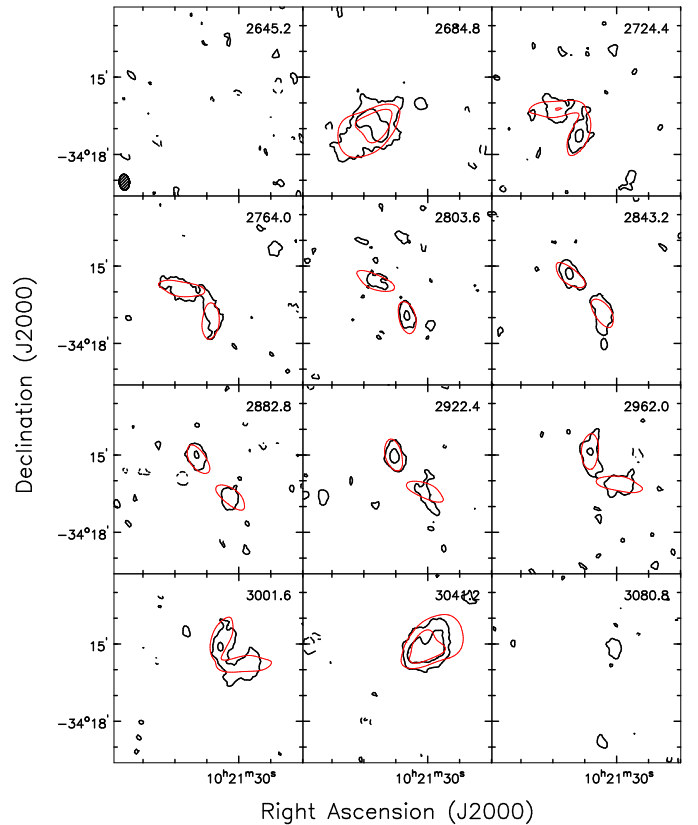 2645.2 2684.8 2724.4
15'
−34°18'
2764.0 2803.6 2843.2
15'
−34°18'
2882.8 2922.4 2962.0
15'
−34°18'
3001.6 3041.2 3080.8
15'
−34°18'
10ʰ21ᵐ30ˢ 10ʰ21ᵐ30ˢ 10ʰ21ᵐ30ˢ
Declination (J2000)
Right Ascension (J2000)